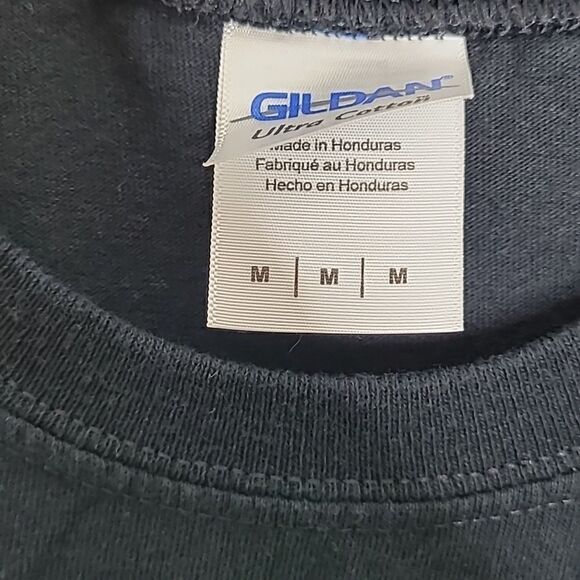 GILDAN®
Ultra Cotton
Made in Honduras
Fabriqué au Honduras
Hecho en Honduras
M | M | M